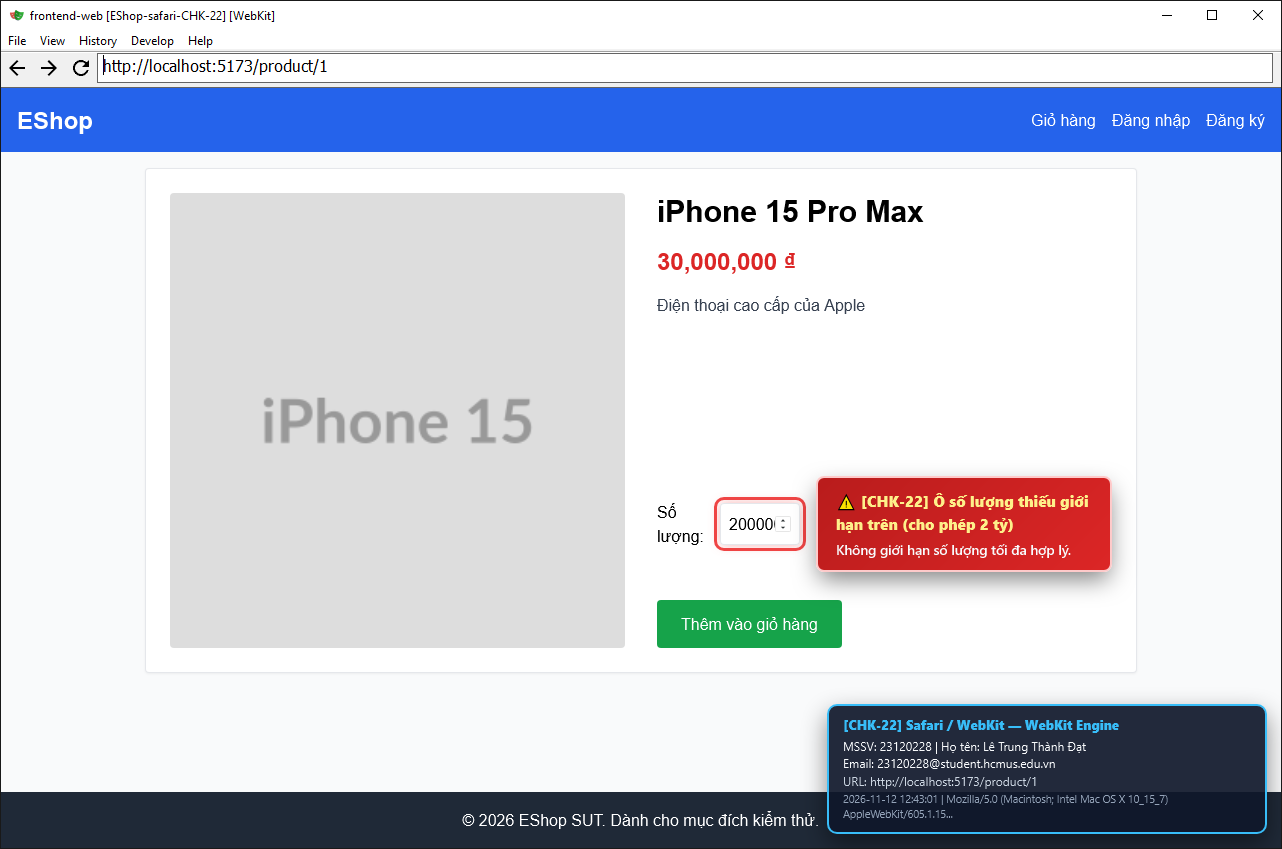 frontend-web [EShop-safari-CHK-22] [WebKit]
File View History Develop Help
http://localhost:5173/product/1
EShop
Giỏ hàng Đăng nhập Đăng ký
iPhone 15
iPhone 15 Pro Max
30,000,000 ₫
Điện thoại cao cấp của Apple
Số
lượng:
20000
⚠ [CHK-22] Ô số lượng thiếu giới
hạn trên (cho phép 2 tỷ)
Không giới hạn số lượng tối đa hợp lý.
Thêm vào giỏ hàng
[CHK-22] Safari / WebKit — WebKit Engine
MSSV: 23120228 | Họ tên: Lê Trung Thành Đạt
Email: 23120228@student.hcmus.edu.vn
URL: http://localhost:5173/product/1
2026-11-12 12:43:01 | Mozilla/5.0 (Macintosh; Intel Mac OS X 10_15_7)
AppleWebKit/605.1.15...
© 2026 EShop SUT. Dành cho mục đích kiểm thử.